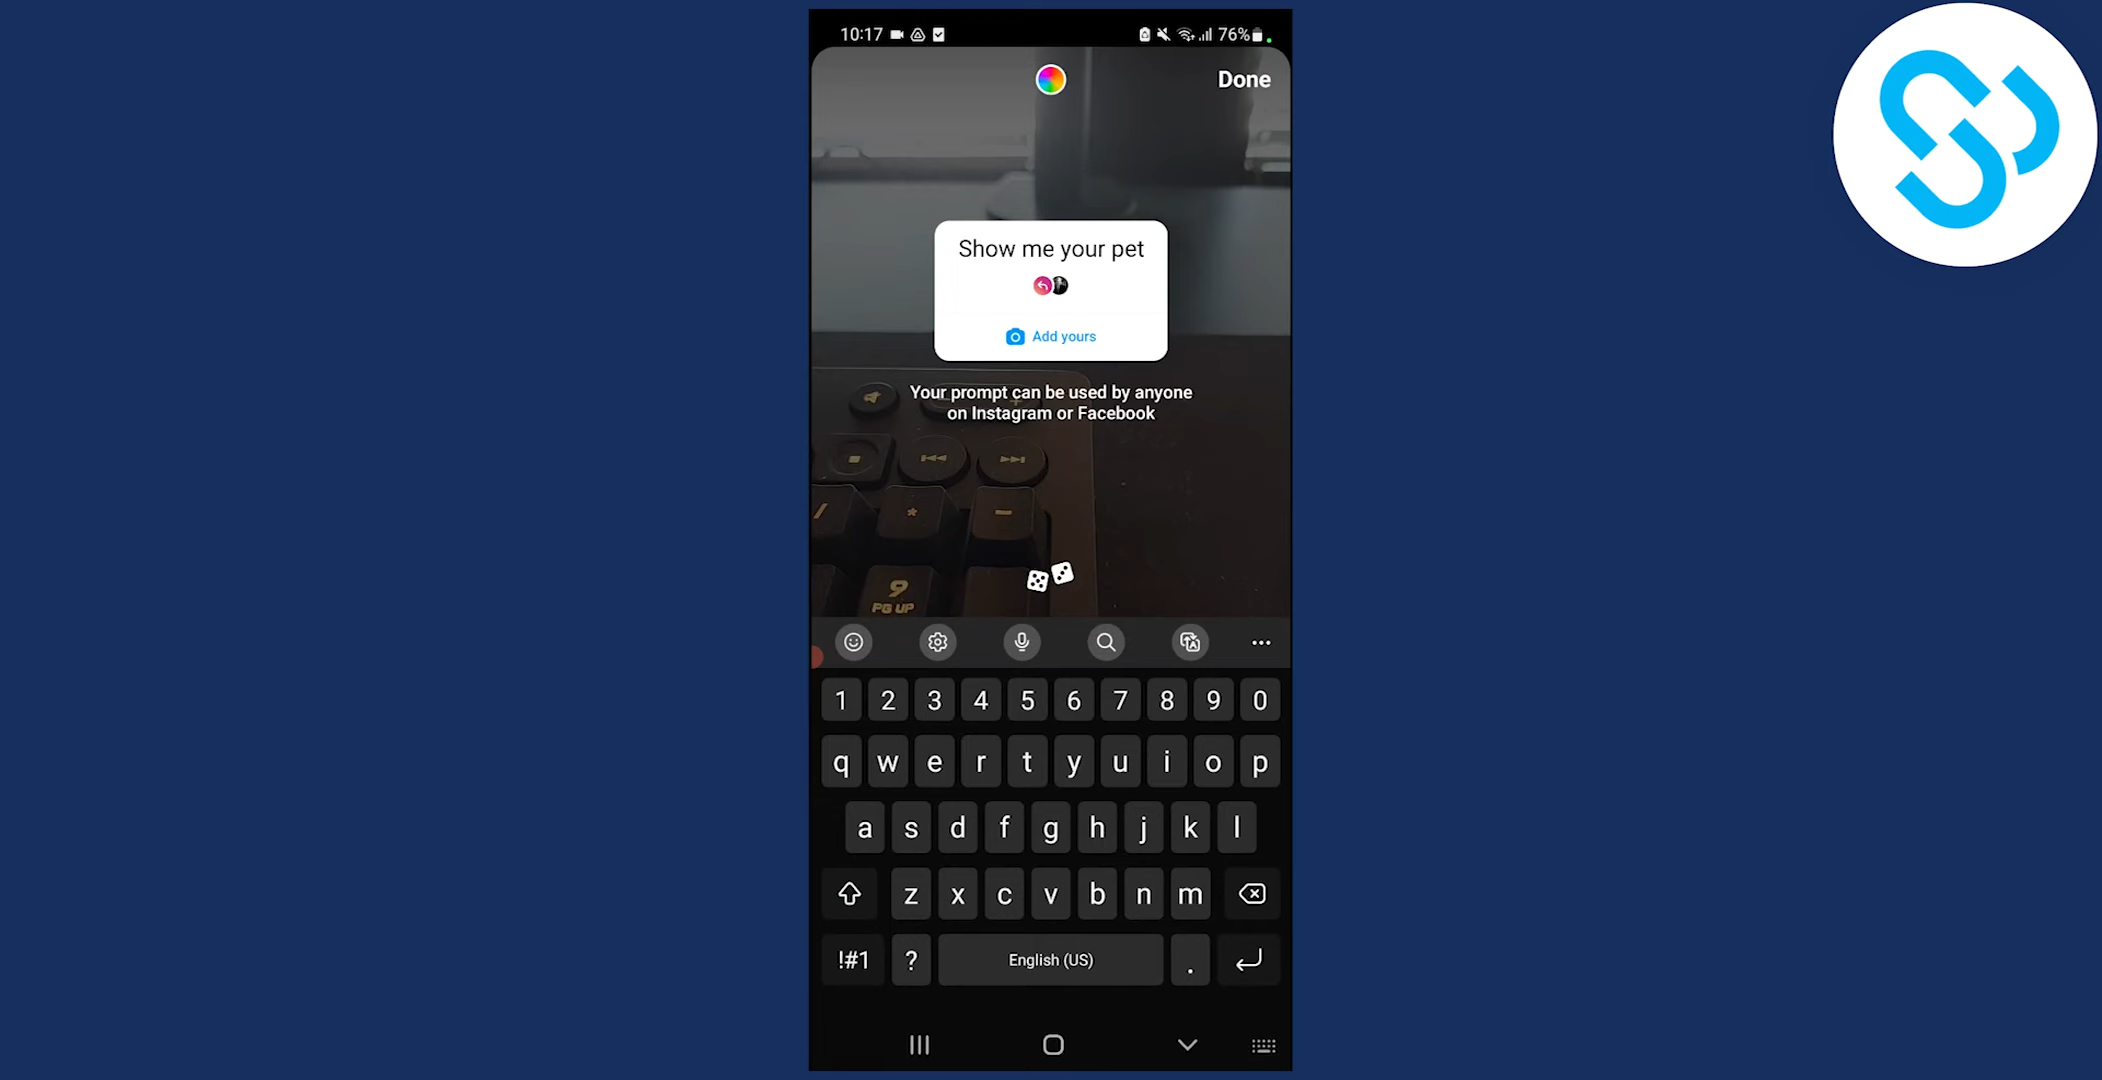 10:17
76%
Done
Show me your pet
Add yours
Your prompt can be used by anyone
on Instagram or Facebook
/ * -
9
PG UP
1 2 3 4 5 6 7 8 9 0
q w e r t y u i o p
a s d f g h j k l
z x c v b n m
!#1 ? English (US) .